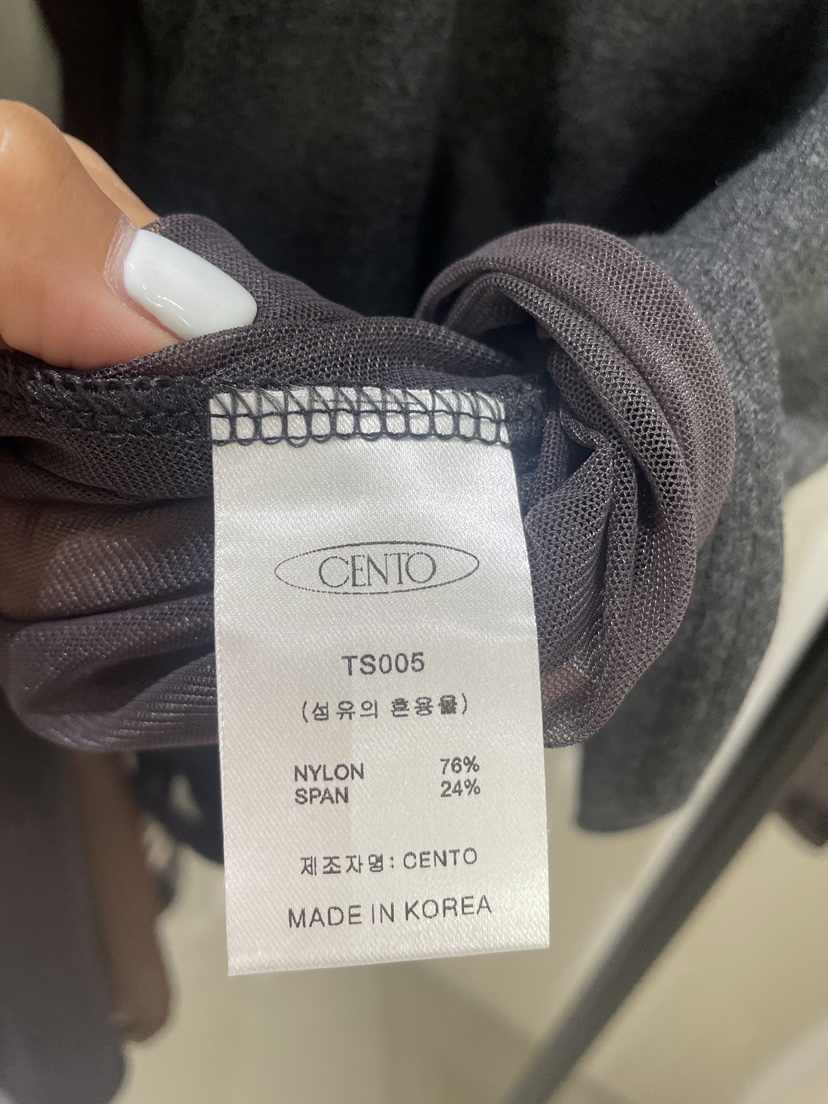 CENTO
TS005
(섬유의 혼용율)
NYLON 76%
SPAN 24%
제조자명: CENTO
MADE IN KOREA